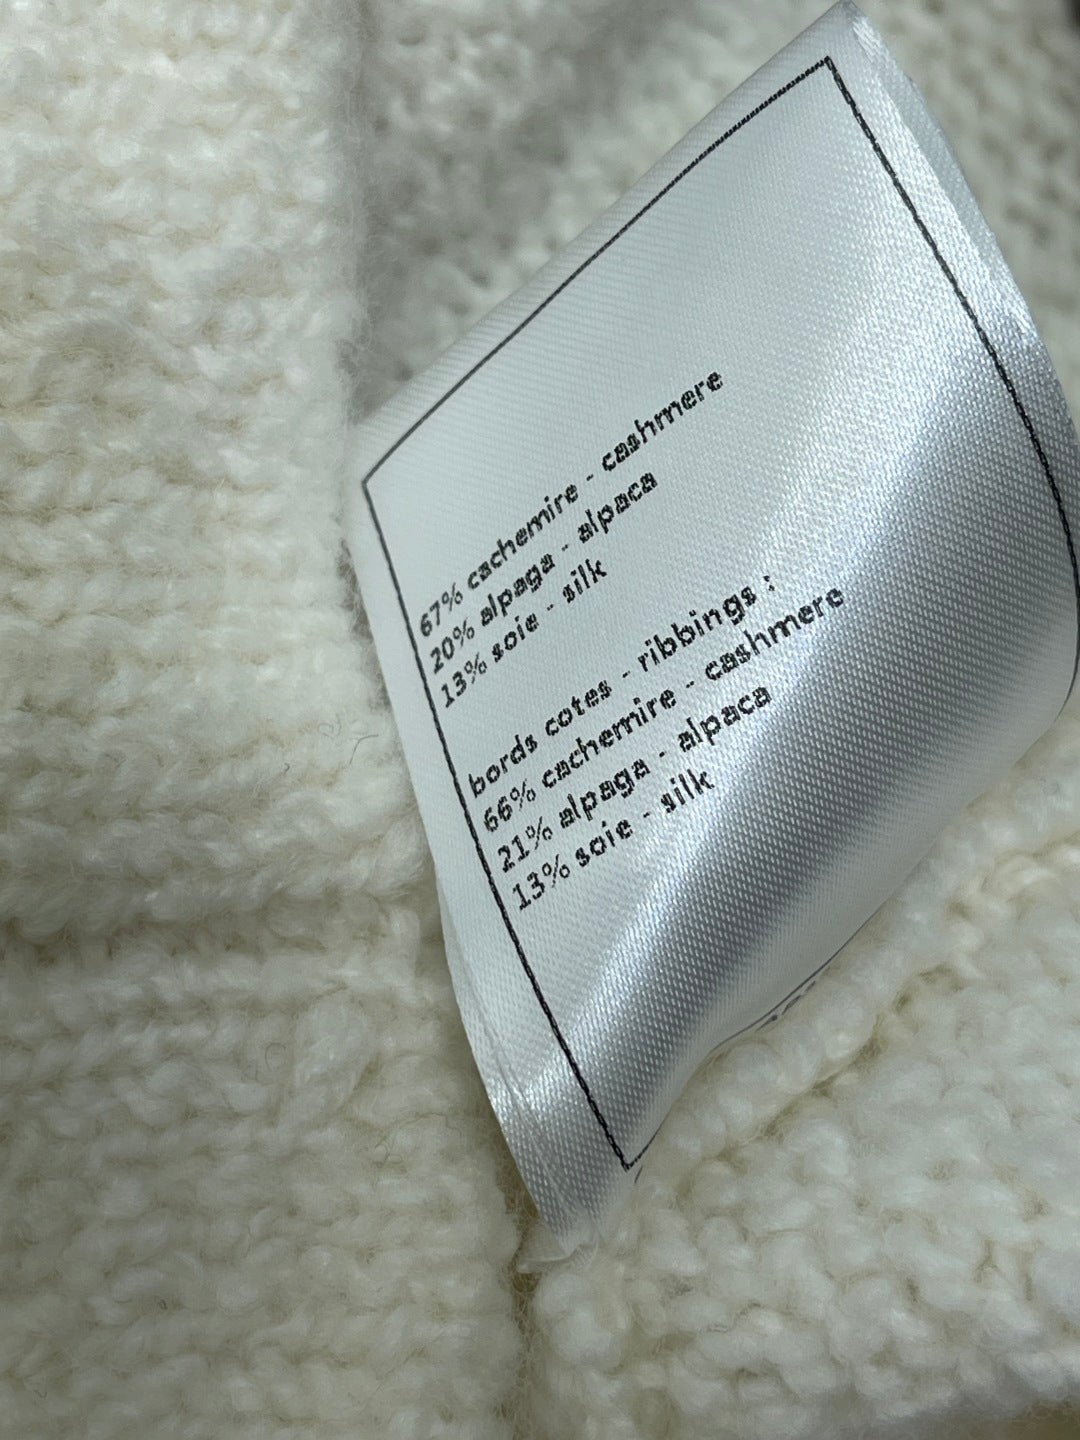 67% cachemire - cashmere
20% alpaga - alpaca
13% soie - silk
bords cotes - ribbings :
66% cachemire - cashmere
21% alpaga - alpaca
13% soie - silk